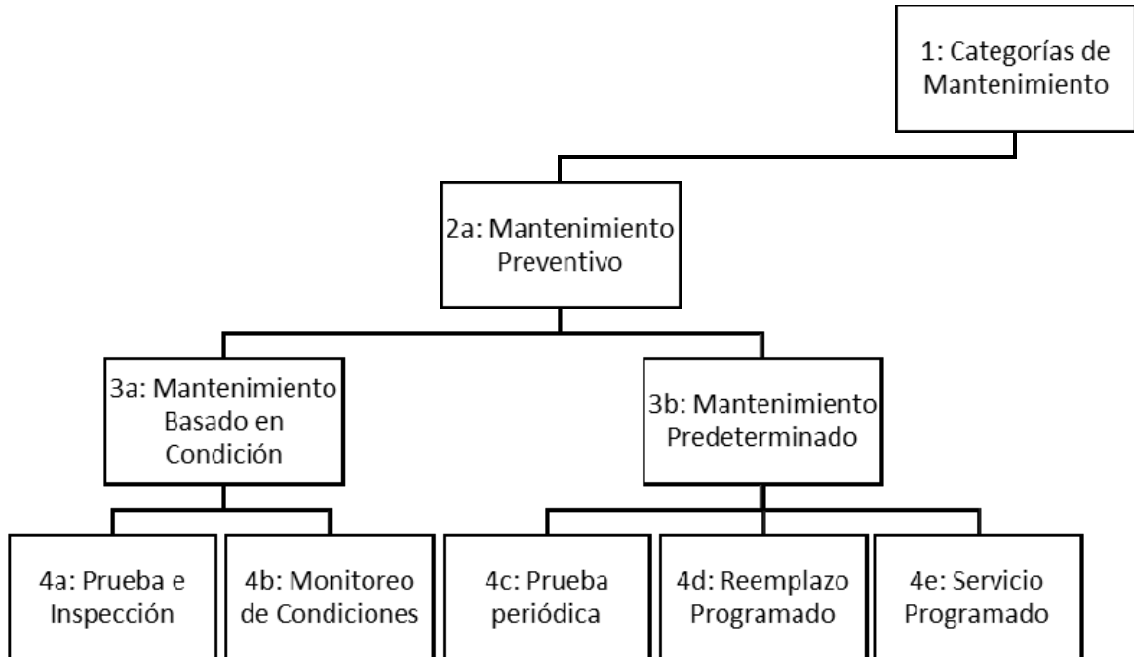 1: Categorías de
Mantenimiento
2a: Mantenimiento
Preventivo
3a: Mantenimiento
Basado en
Condición
3b: Mantenimiento
Predeterminado
4a: Prueba e
Inspección
4b: Monitoreo
de Condiciones
4c: Prueba
periódica
4d: Reemplazo
Programado
4e: Servicio
Programado